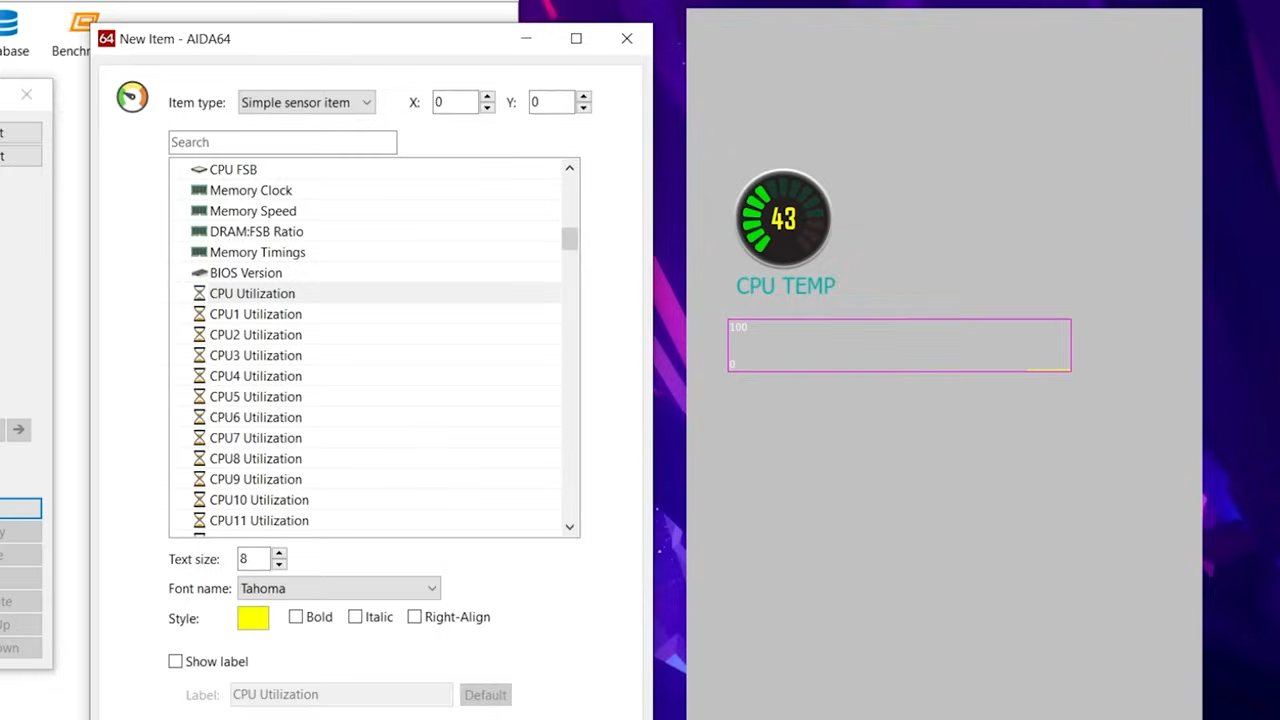 abase
Benchm
New Item - AIDA64
Item type:
Simple sensor item
X:
0
Y:
0
Search
CPU FSB
Memory Clock
Memory Speed
DRAM:FSB Ratio
Memory Timings
BIOS Version
CPU Utilization
CPU1 Utilization
CPU2 Utilization
CPU3 Utilization
CPU4 Utilization
CPU5 Utilization
CPU6 Utilization
CPU7 Utilization
CPU8 Utilization
CPU9 Utilization
CPU10 Utilization
CPU11 Utilization
Text size:
8
Font name:
Tahoma
Style:
Bold
Italic
Right-Align
Show label
Label:
CPU Utilization
Default
43
CPU TEMP
100
0